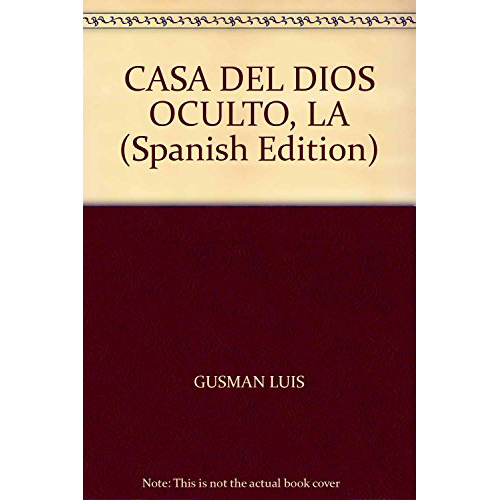 CASA DEL DIOS
OCULTO, LA
(Spanish Edition)
GUSMAN LUIS
Note: This is not the actual book cover